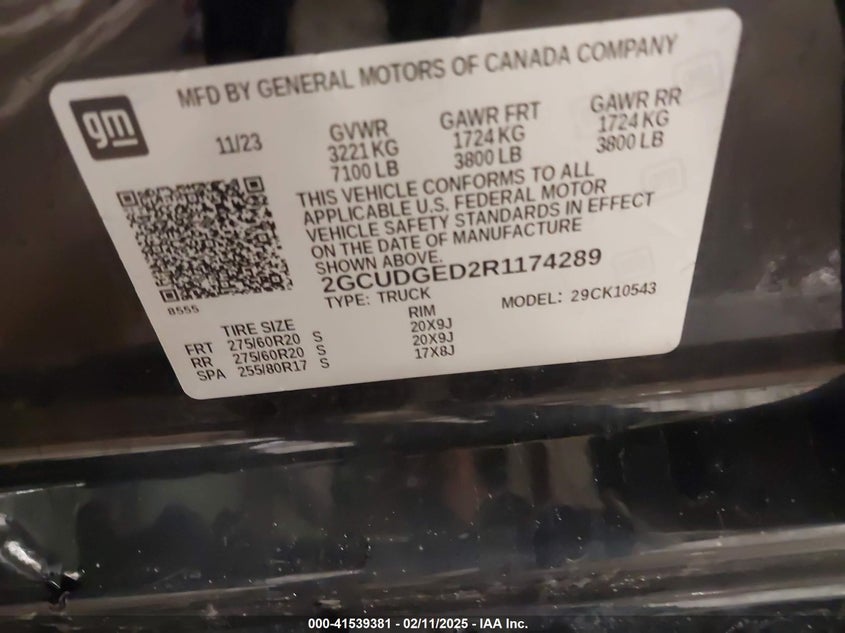 MFD BY GENERAL MOTORS OF CANADA COMPANY
gm
11/23
GVWR
3221 KG
7100 LB
GAWR FRT
1724 KG
3800 LB
GAWR RR
1724 KG
3800 LB
THIS VEHICLE CONFORMS TO ALL
APPLICABLE U.S. FEDERAL MOTOR
VEHICLE SAFETY STANDARDS IN EFFECT
ON THE DATE OF MANUFACTURE
SHOWN ABOVE.
2GCUDGED2R1174289
TYPE: TRUCK
MODEL: 29CK10543
8555
TIRE SIZE RIM
FRT 275/60R20 S 20X9J
RR 275/60R20 S 20X9J
SPA 255/80R17 S 17X8J
000-41539381 - 02/11/2025 - IAA Inc.